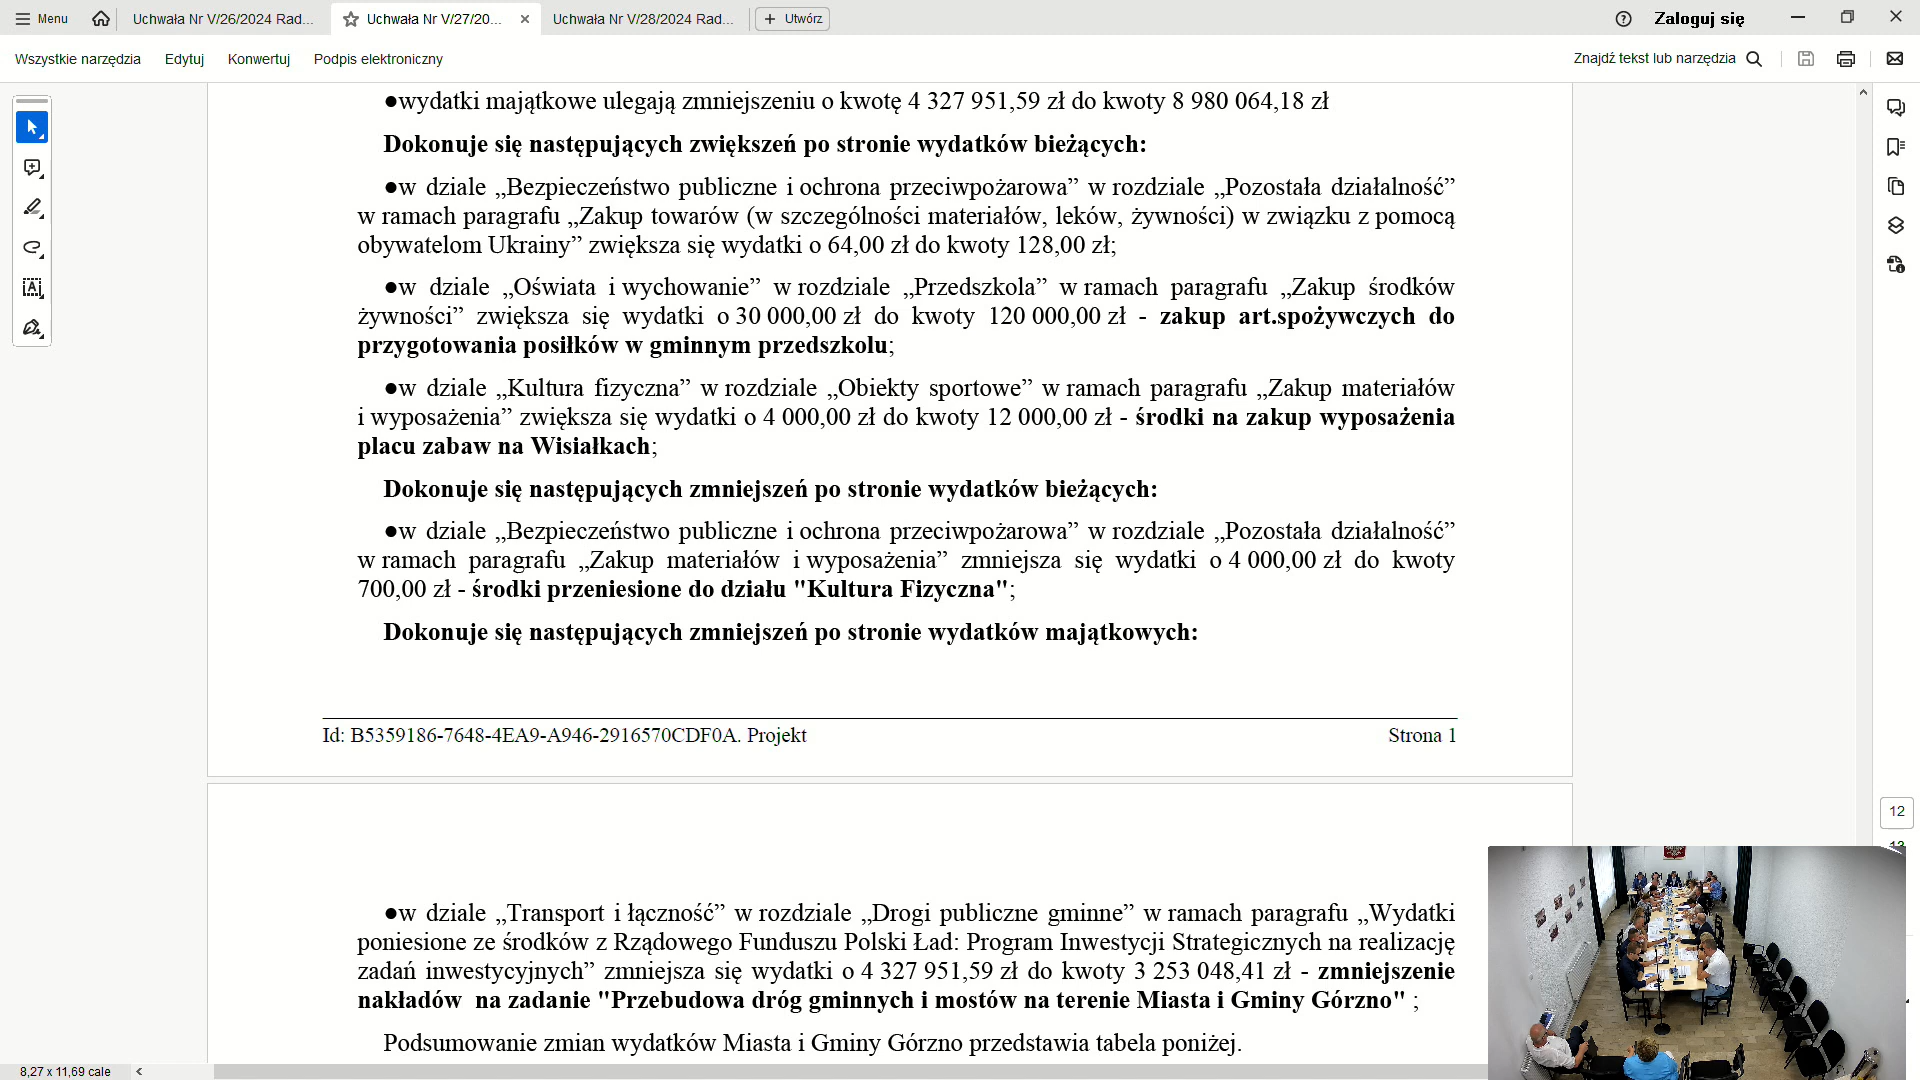 Menu
Uchwała Nr V/26/2024 Rad...
Uchwała Nr V/27/20...
Uchwała Nr V/28/2024 Rad...
Utwórz
Zaloguj się
Wszystkie narzędzia
Edytuj
Konwertuj
Podpis elektroniczny
Znajdź tekst lub narzędzia
●wydatki majątkowe ulegają zmniejszeniu o kwotę 4 327 951,59 zł do kwoty 8 980 064,18 zł
Dokonuje się następujących zwiększeń po stronie wydatków bieżących:
●w dziale „Bezpieczeństwo publiczne i ochrona przeciwpożarowa” w rozdziale „Pozostała działalność”
w ramach paragrafu „Zakup towarów (w szczególności materiałów, leków, żywności) w związku z pomocą
obywatelom Ukrainy” zwiększa się wydatki o 64,00 zł do kwoty 128,00 zł;
●w dziale „Oświata i wychowanie” w rozdziale „Przedszkola” w ramach paragrafu „Zakup środków
żywności” zwiększa się wydatki o 30 000,00 zł do kwoty 120 000,00 zł - zakup art.spożywczych do
przygotowania posiłków w gminnym przedszkolu;
●w dziale „Kultura fizyczna” w rozdziale „Obiekty sportowe” w ramach paragrafu „Zakup materiałów
i wyposażenia” zwiększa się wydatki o 4 000,00 zł do kwoty 12 000,00 zł - środki na zakup wyposażenia
placu zabaw na Wisiałkach;
Dokonuje się następujących zmniejszeń po stronie wydatków bieżących:
●w dziale „Bezpieczeństwo publiczne i ochrona przeciwpożarowa” w rozdziale „Pozostała działalność”
w ramach paragrafu „Zakup materiałów i wyposażenia” zmniejsza się wydatki o 4 000,00 zł do kwoty
700,00 zł - środki przeniesione do działu "Kultura Fizyczna";
Dokonuje się następujących zmniejszeń po stronie wydatków majątkowych:
Id: B5359186-7648-4EA9-A946-2916570CDF0A. Projekt
Strona 1
12
13
●w dziale „Transport i łączność” w rozdziale „Drogi publiczne gminne” w ramach paragrafu „Wydatki
poniesione ze środków z Rządowego Funduszu Polski Ład: Program Inwestycji Strategicznych na realizację
zadań inwestycyjnych” zmniejsza się wydatki o 4 327 951,59 zł do kwoty 3 253 048,41 zł - zmniejszenie
nakładów na zadanie "Przebudowa dróg gminnych i mostów na terenie Miasta i Gminy Górzno" ;
Podsumowanie zmian wydatków Miasta i Gminy Górzno przedstawia tabela poniżej.
8,27 x 11,69 cale